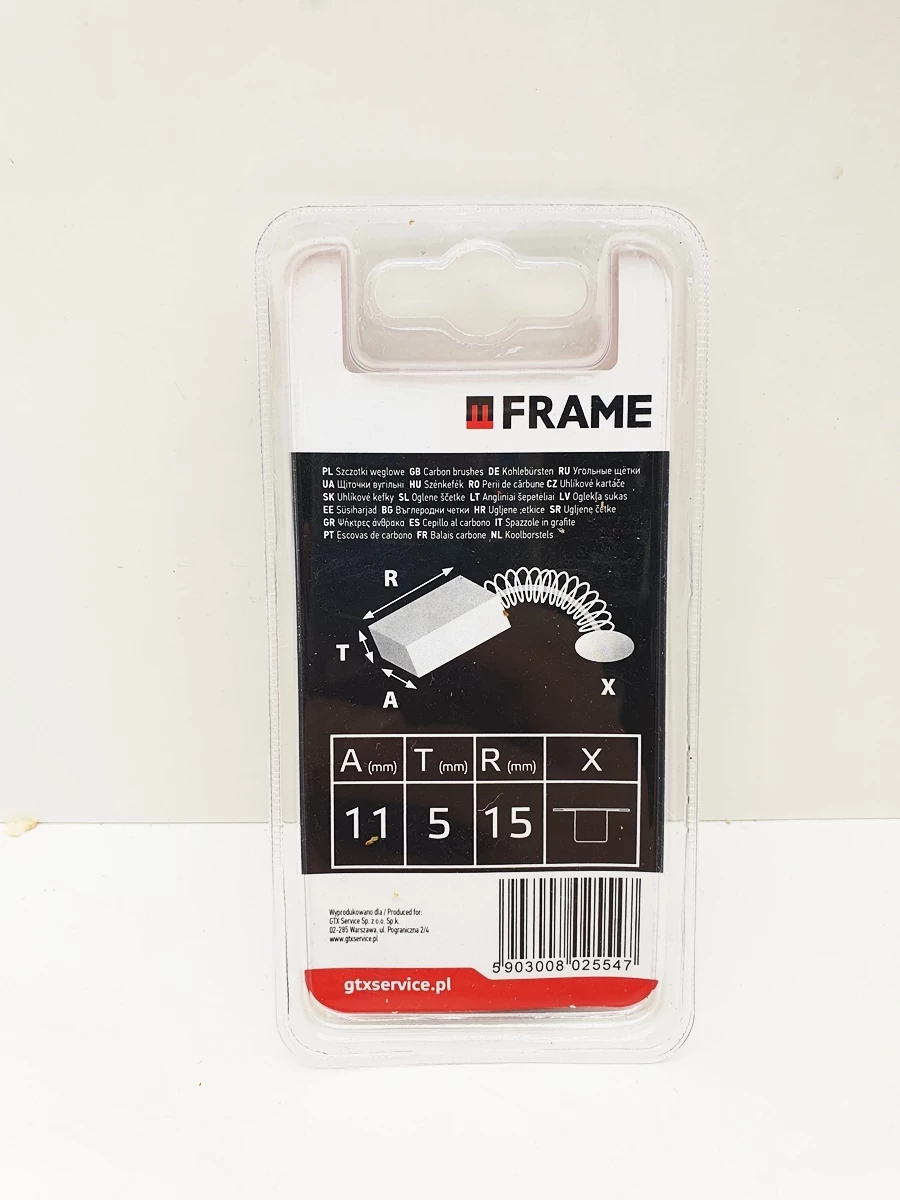 FRAME
PL Szczotki węglowe GB Carbon brushes DE Kohlebürsten RU Угольные щётки
UA Щіточки вугільні HU Szénkefék RO Perii de cărbune CZ Uhlíkové kartáče
SK Uhlíkové kefky SL Oglene ščetke LT Angliniai šepetėliai LV Oglekļa sukas
EE Süsiharjad BG Въглеродни четки HR Ugljene četkice SR Ugljene četke
GR Ψήκτρες άνθρακα ES Cepillo al carbono IT Spazzole in grafite
PT Escovas de carbono FR Balais carbone NL Koolborstels
R
T
A
X
A (mm) T (mm) R (mm) X
11 5 15
Wyprodukowano dla / Produced for:
GTX Service Sp. z o.o. Sp.k.
02-285 Warszawa, ul. Pograniczna 2/4
www.gtxservice.pl
5903008 025547
gtxservice.pl